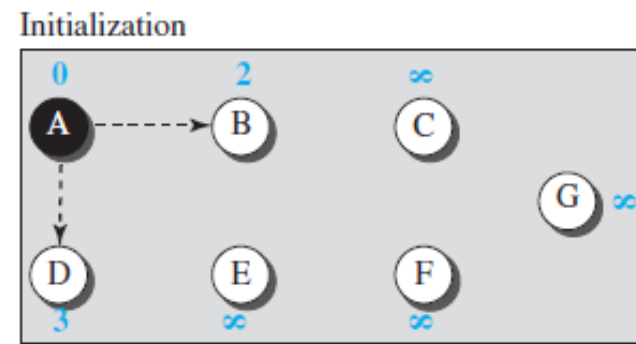 Initialization
0 2 ∞
A B C
G ∞
D E F
3 ∞ ∞